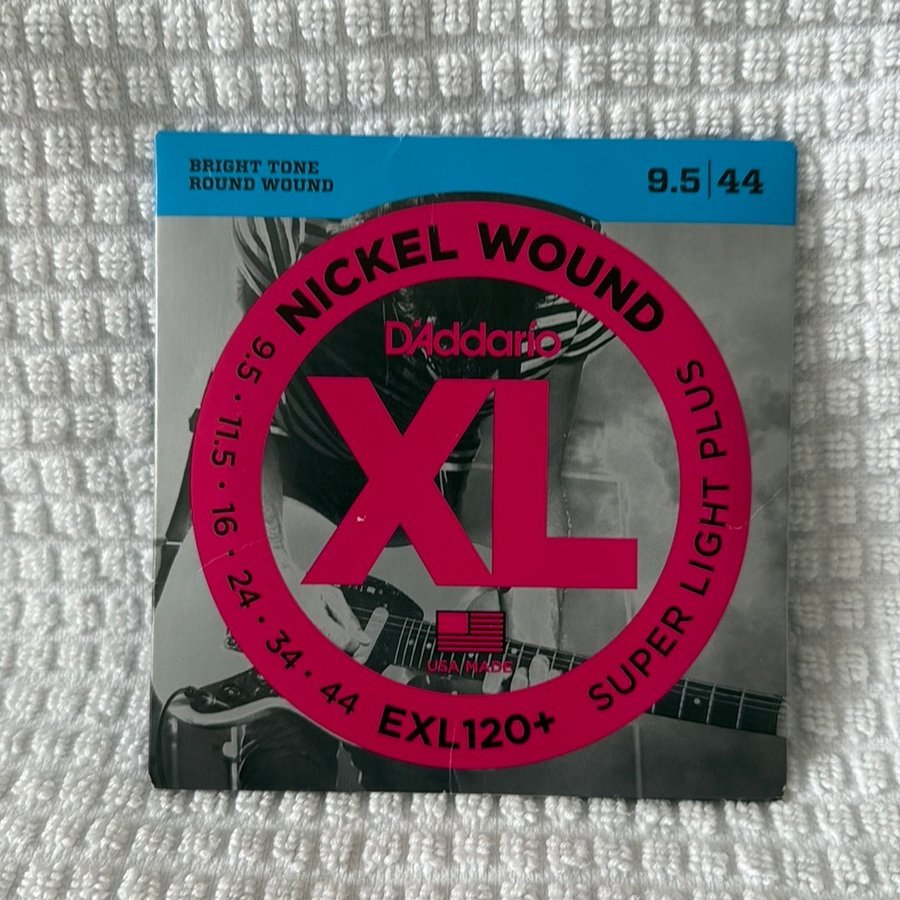 BRIGHT TONE
ROUND WOUND
9.5|44
NICKEL WOUND
D'Addario
XL
USA MADE
9.5 • 11.5 • 16 • 24 • 34 • 44
EXL120+
SUPER LIGHT PLUS